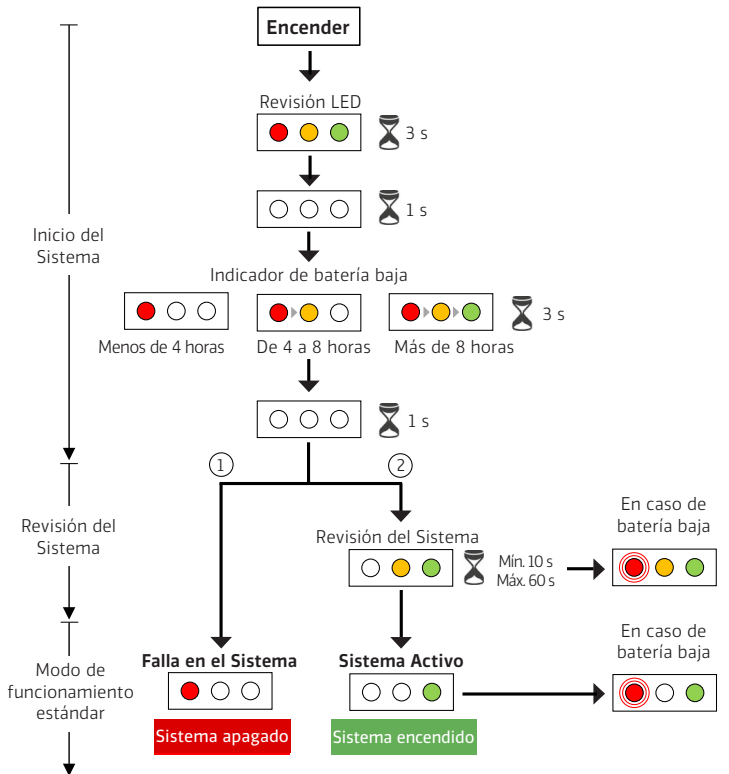 Encender
Revisión LED
3 s
1 s
Inicio del
Sistema
Indicador de batería baja
3 s
Menos de 4 horas
De 4 a 8 horas
Más de 8 horas
1 s
1
2
Revisión del
Sistema
Revisión del Sistema
Mín. 10 s
Máx. 60 s
En caso de
batería baja
Modo de
funcionamiento
estándar
Falla en el Sistema
Sistema apagado
Sistema Activo
Sistema encendido
En caso de
batería baja